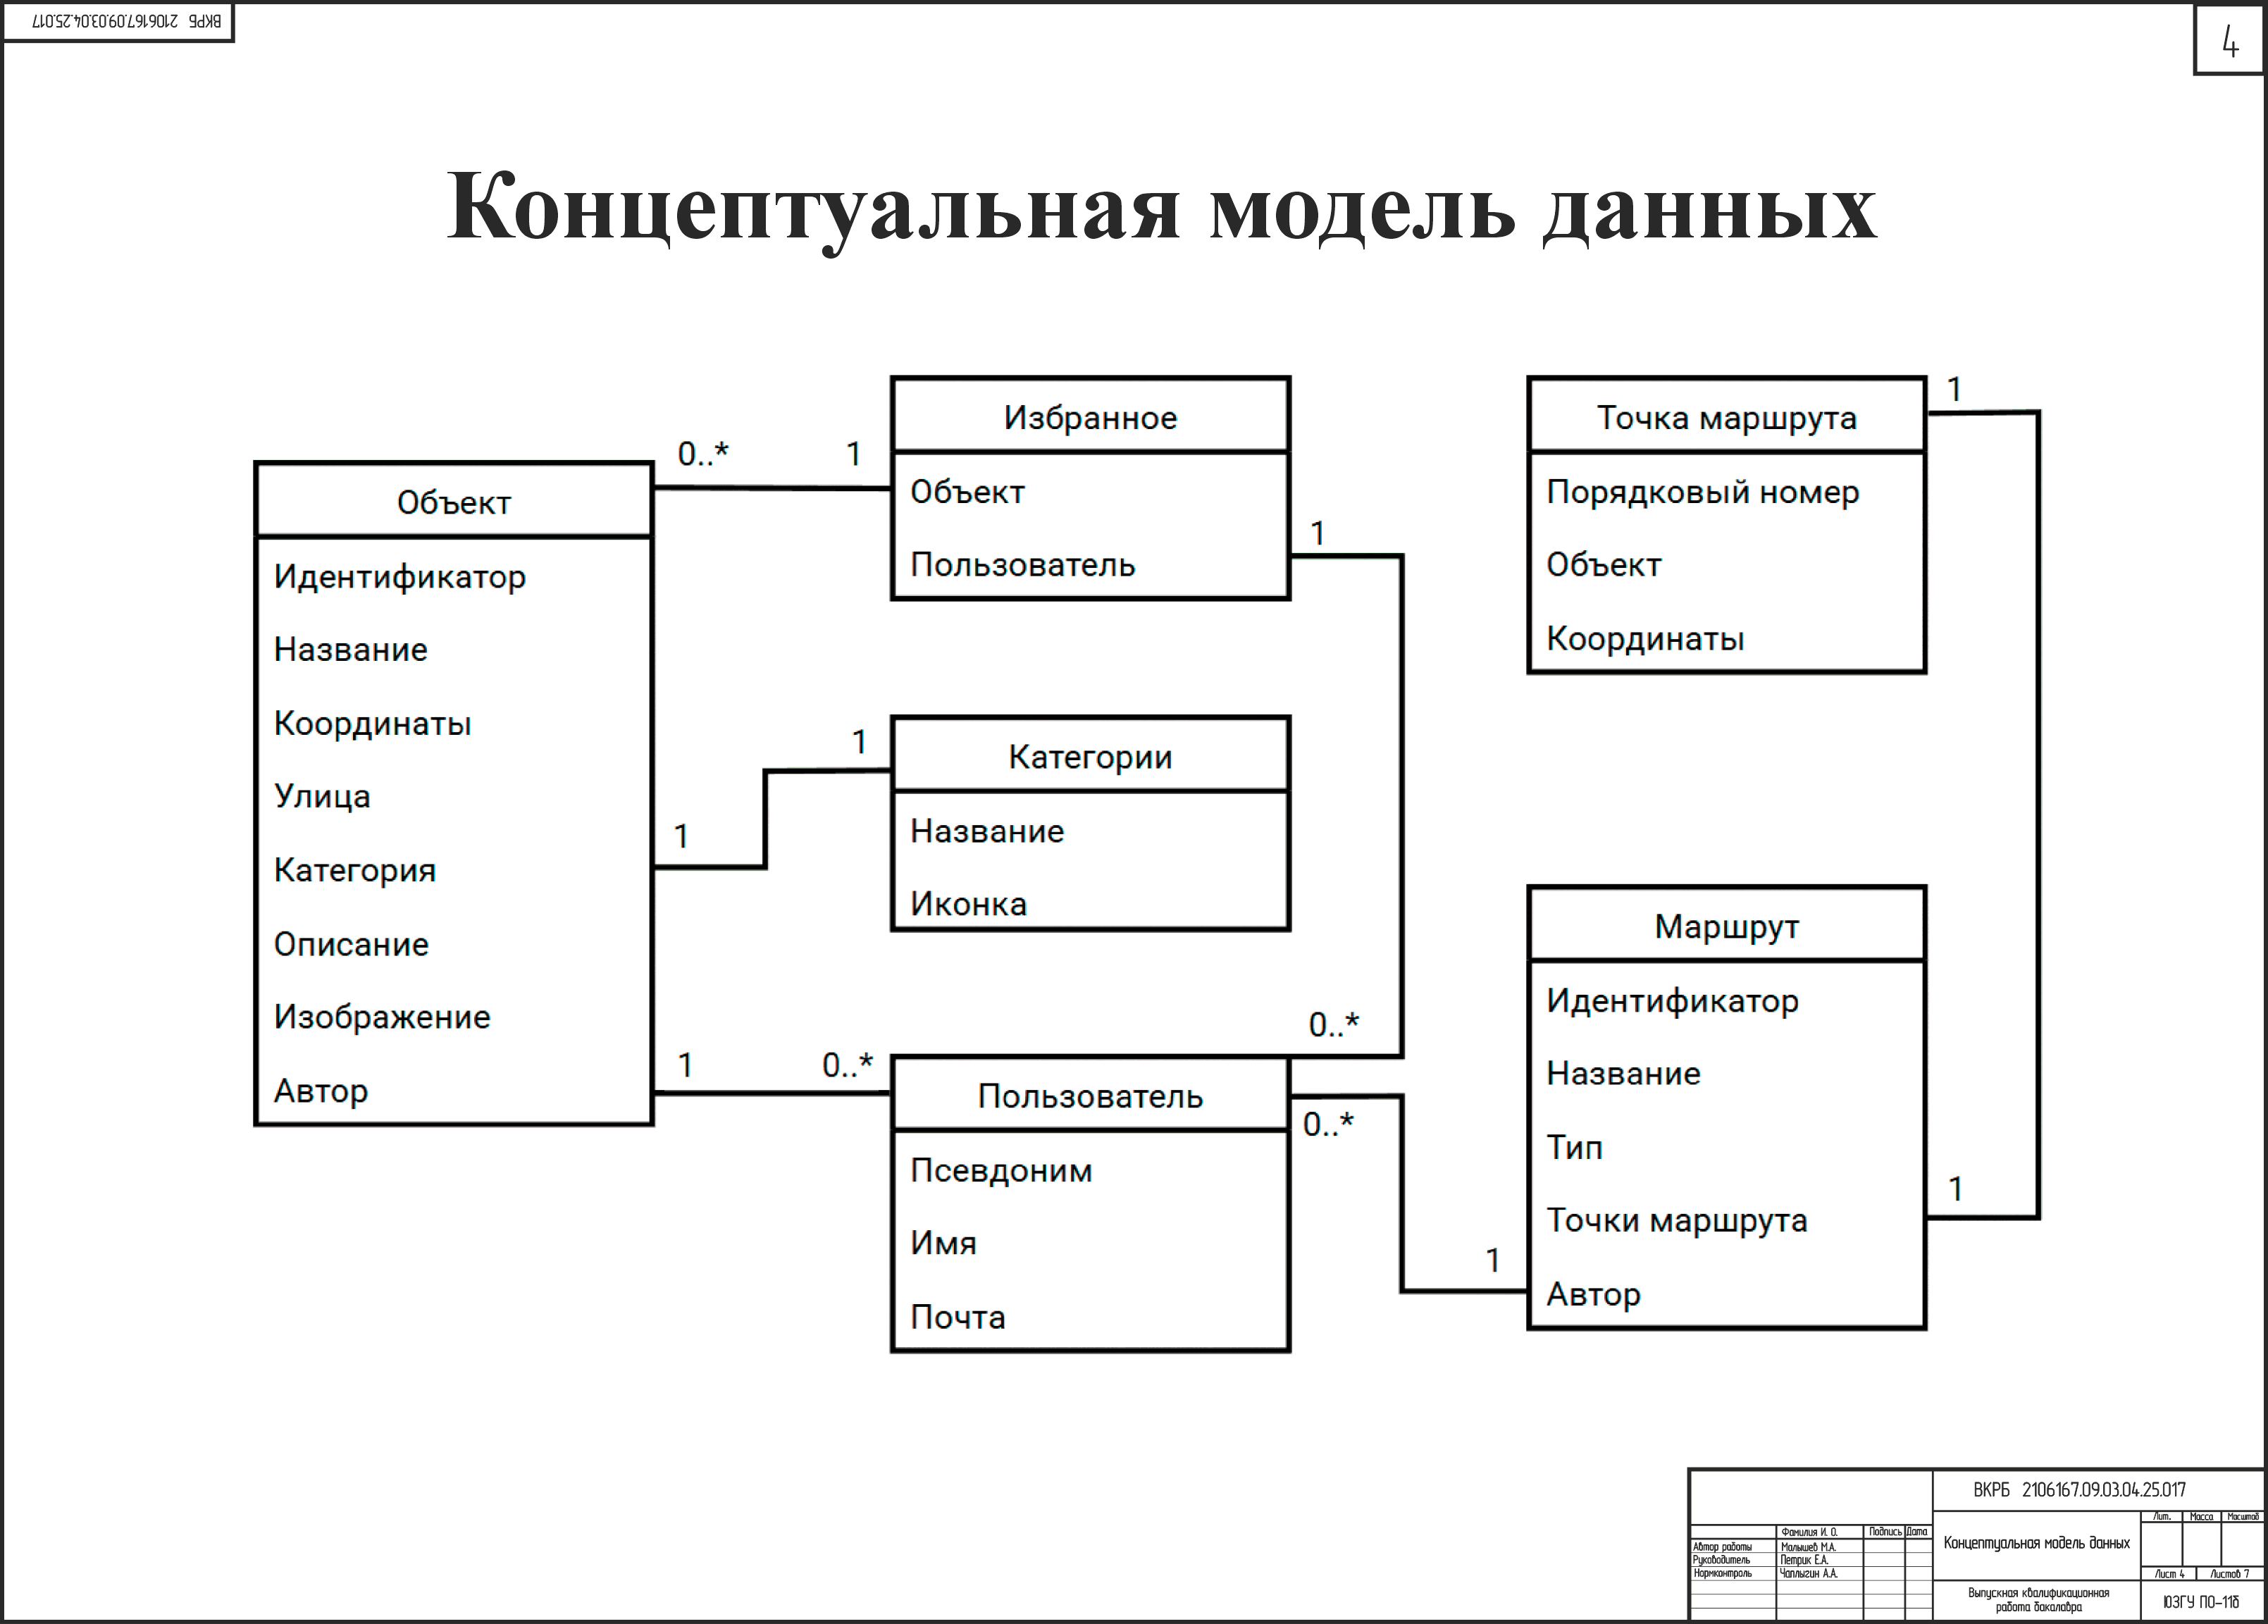 ВКРБ 2106167.09.03.04.25.017
4
Концептуальная модель данных
Объект
Идентификатор
Название
Координаты
Улица
Категория
Описание
Изображение
Автор
0..*
1
Избранное
Объект
Пользователь
1
1
1
Категории
Название
Иконка
1
0..*
0..*
Пользователь
Псевдоним
Имя
Почта
0..*
1
Точка маршрута
Порядковый номер
Объект
Координаты
1
Маршрут
Идентификатор
Название
Тип
Точки маршрута
Автор
1
ВКРБ 2106167.09.03.04.25.017
Фамилия И. О. Подпись Дата
Автор работы Малышев М.А.
Руководитель Петрик Е.А.
Нормконтроль Чаплыгин А.А.
Концептуальная модель данных
Лит. Масса Масштаб
Лист 4 Листов 7
Выпускная квалификационная
работа бакалавра
ЮЗГУ ПО-11б